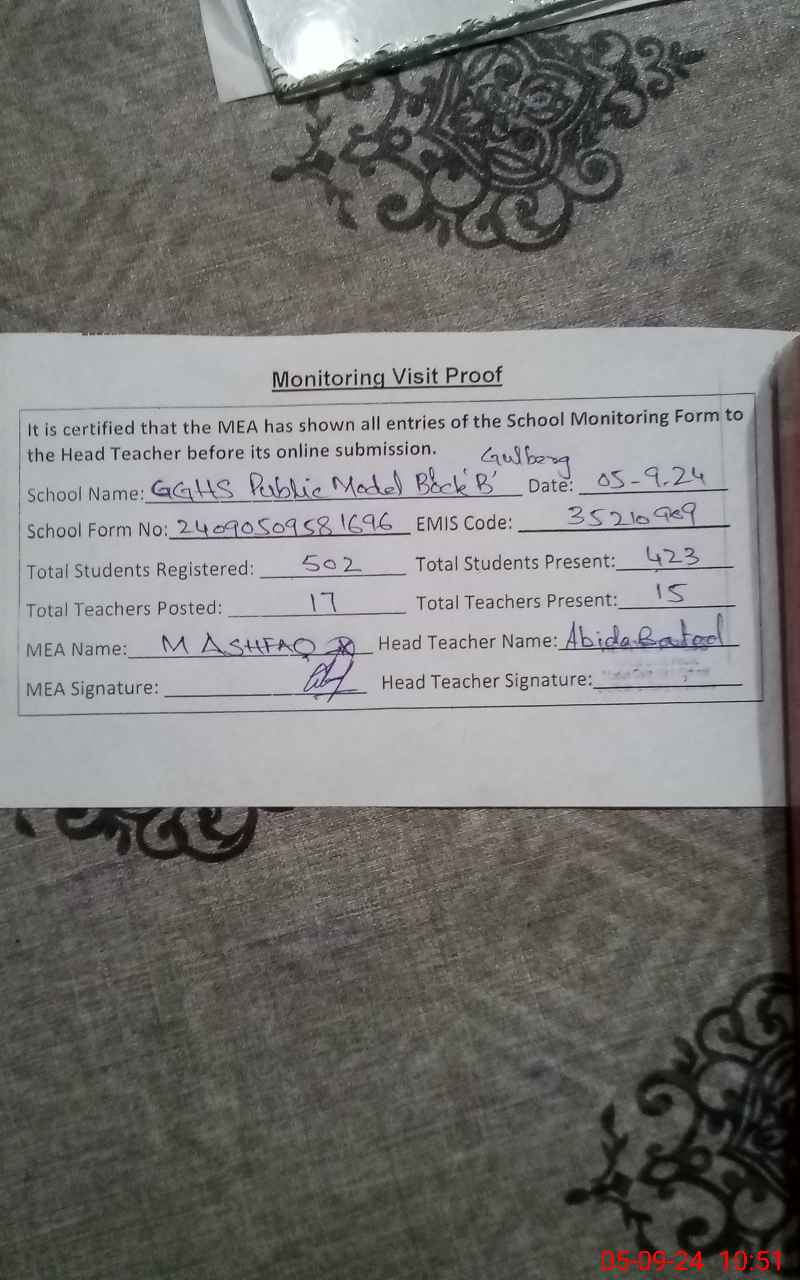 Monitoring Visit Proof
It is certified that the MEA has shown all entries of the School Monitoring Form to
the Head Teacher before its online submission.
Gulberg
School Name: GGHS Public Model Block 'B' Date: 05-9-24
School Form No: 24090509581696 EMIS Code: 35210909
Total Students Registered: 502 Total Students Present: 423
Total Teachers Posted: 17 Total Teachers Present: 15
MEA Name: M ASHFAQ Head Teacher Name: Abida Batool
MEA Signature: Head Teacher Signature:
05-09-24 10:51